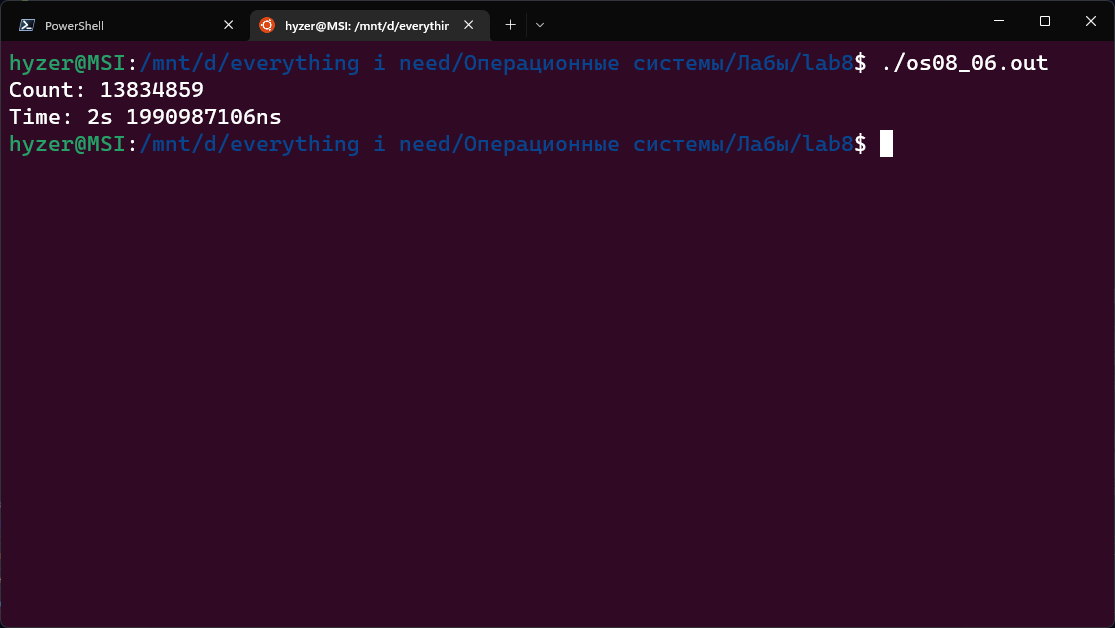 PowerShell
hyzer@MSI: /mnt/d/everythir
hyzer@MSI:/mnt/d/everything i need/Операционные системы/Лабы/lab8$ ./os08_06.out
Count: 13834859
Time: 2s 1990987106ns
hyzer@MSI:/mnt/d/everything i need/Операционные системы/Лабы/lab8$